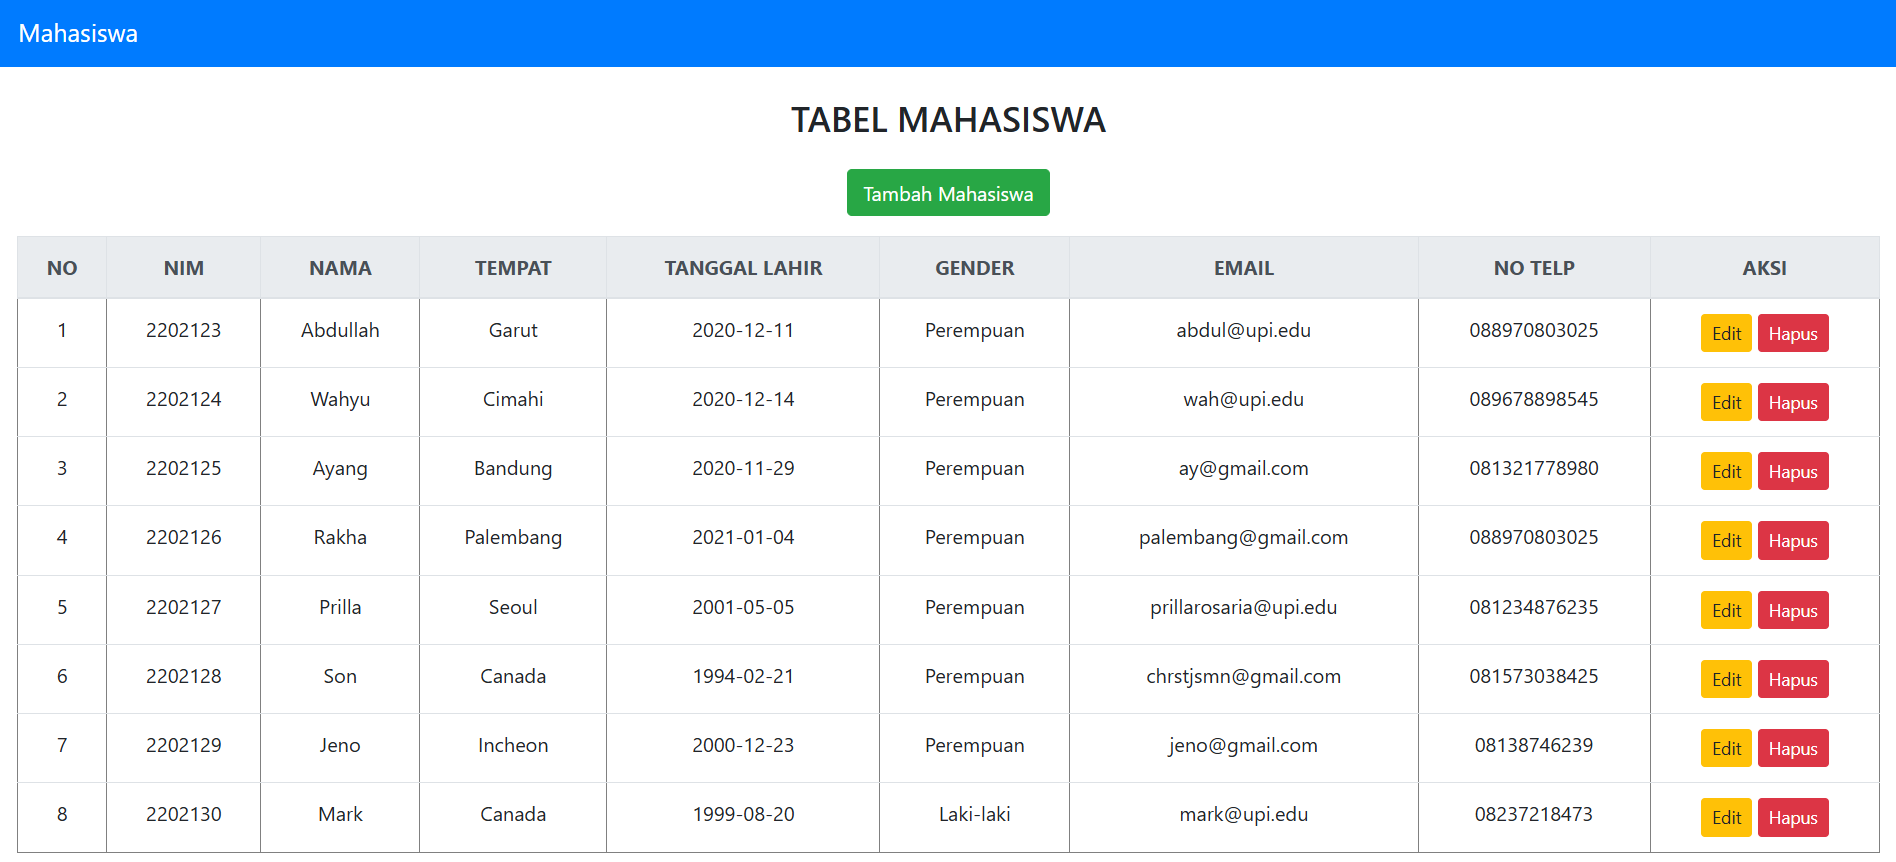 Mahasiswa
TABEL MAHASISWA
Tambah Mahasiswa
NO NIM NAMA TEMPAT TANGGAL LAHIR GENDER EMAIL NO TELP AKSI
1 2202123 Abdullah Garut 2020-12-11 Perempuan abdul@upi.edu 088970803025 Edit Hapus
2 2202124 Wahyu Cimahi 2020-12-14 Perempuan wah@upi.edu 089678898545 Edit Hapus
3 2202125 Ayang Bandung 2020-11-29 Perempuan ay@gmail.com 081321778980 Edit Hapus
4 2202126 Rakha Palembang 2021-01-04 Perempuan palembang@gmail.com 088970803025 Edit Hapus
5 2202127 Prilla Seoul 2001-05-05 Perempuan prillarosaria@upi.edu 081234876235 Edit Hapus
6 2202128 Son Canada 1994-02-21 Perempuan chrstjsmn@gmail.com 081573038425 Edit Hapus
7 2202129 Jeno Incheon 2000-12-23 Perempuan jeno@gmail.com 08138746239 Edit Hapus
8 2202130 Mark Canada 1999-08-20 Laki-laki mark@upi.edu 08237218473 Edit Hapus